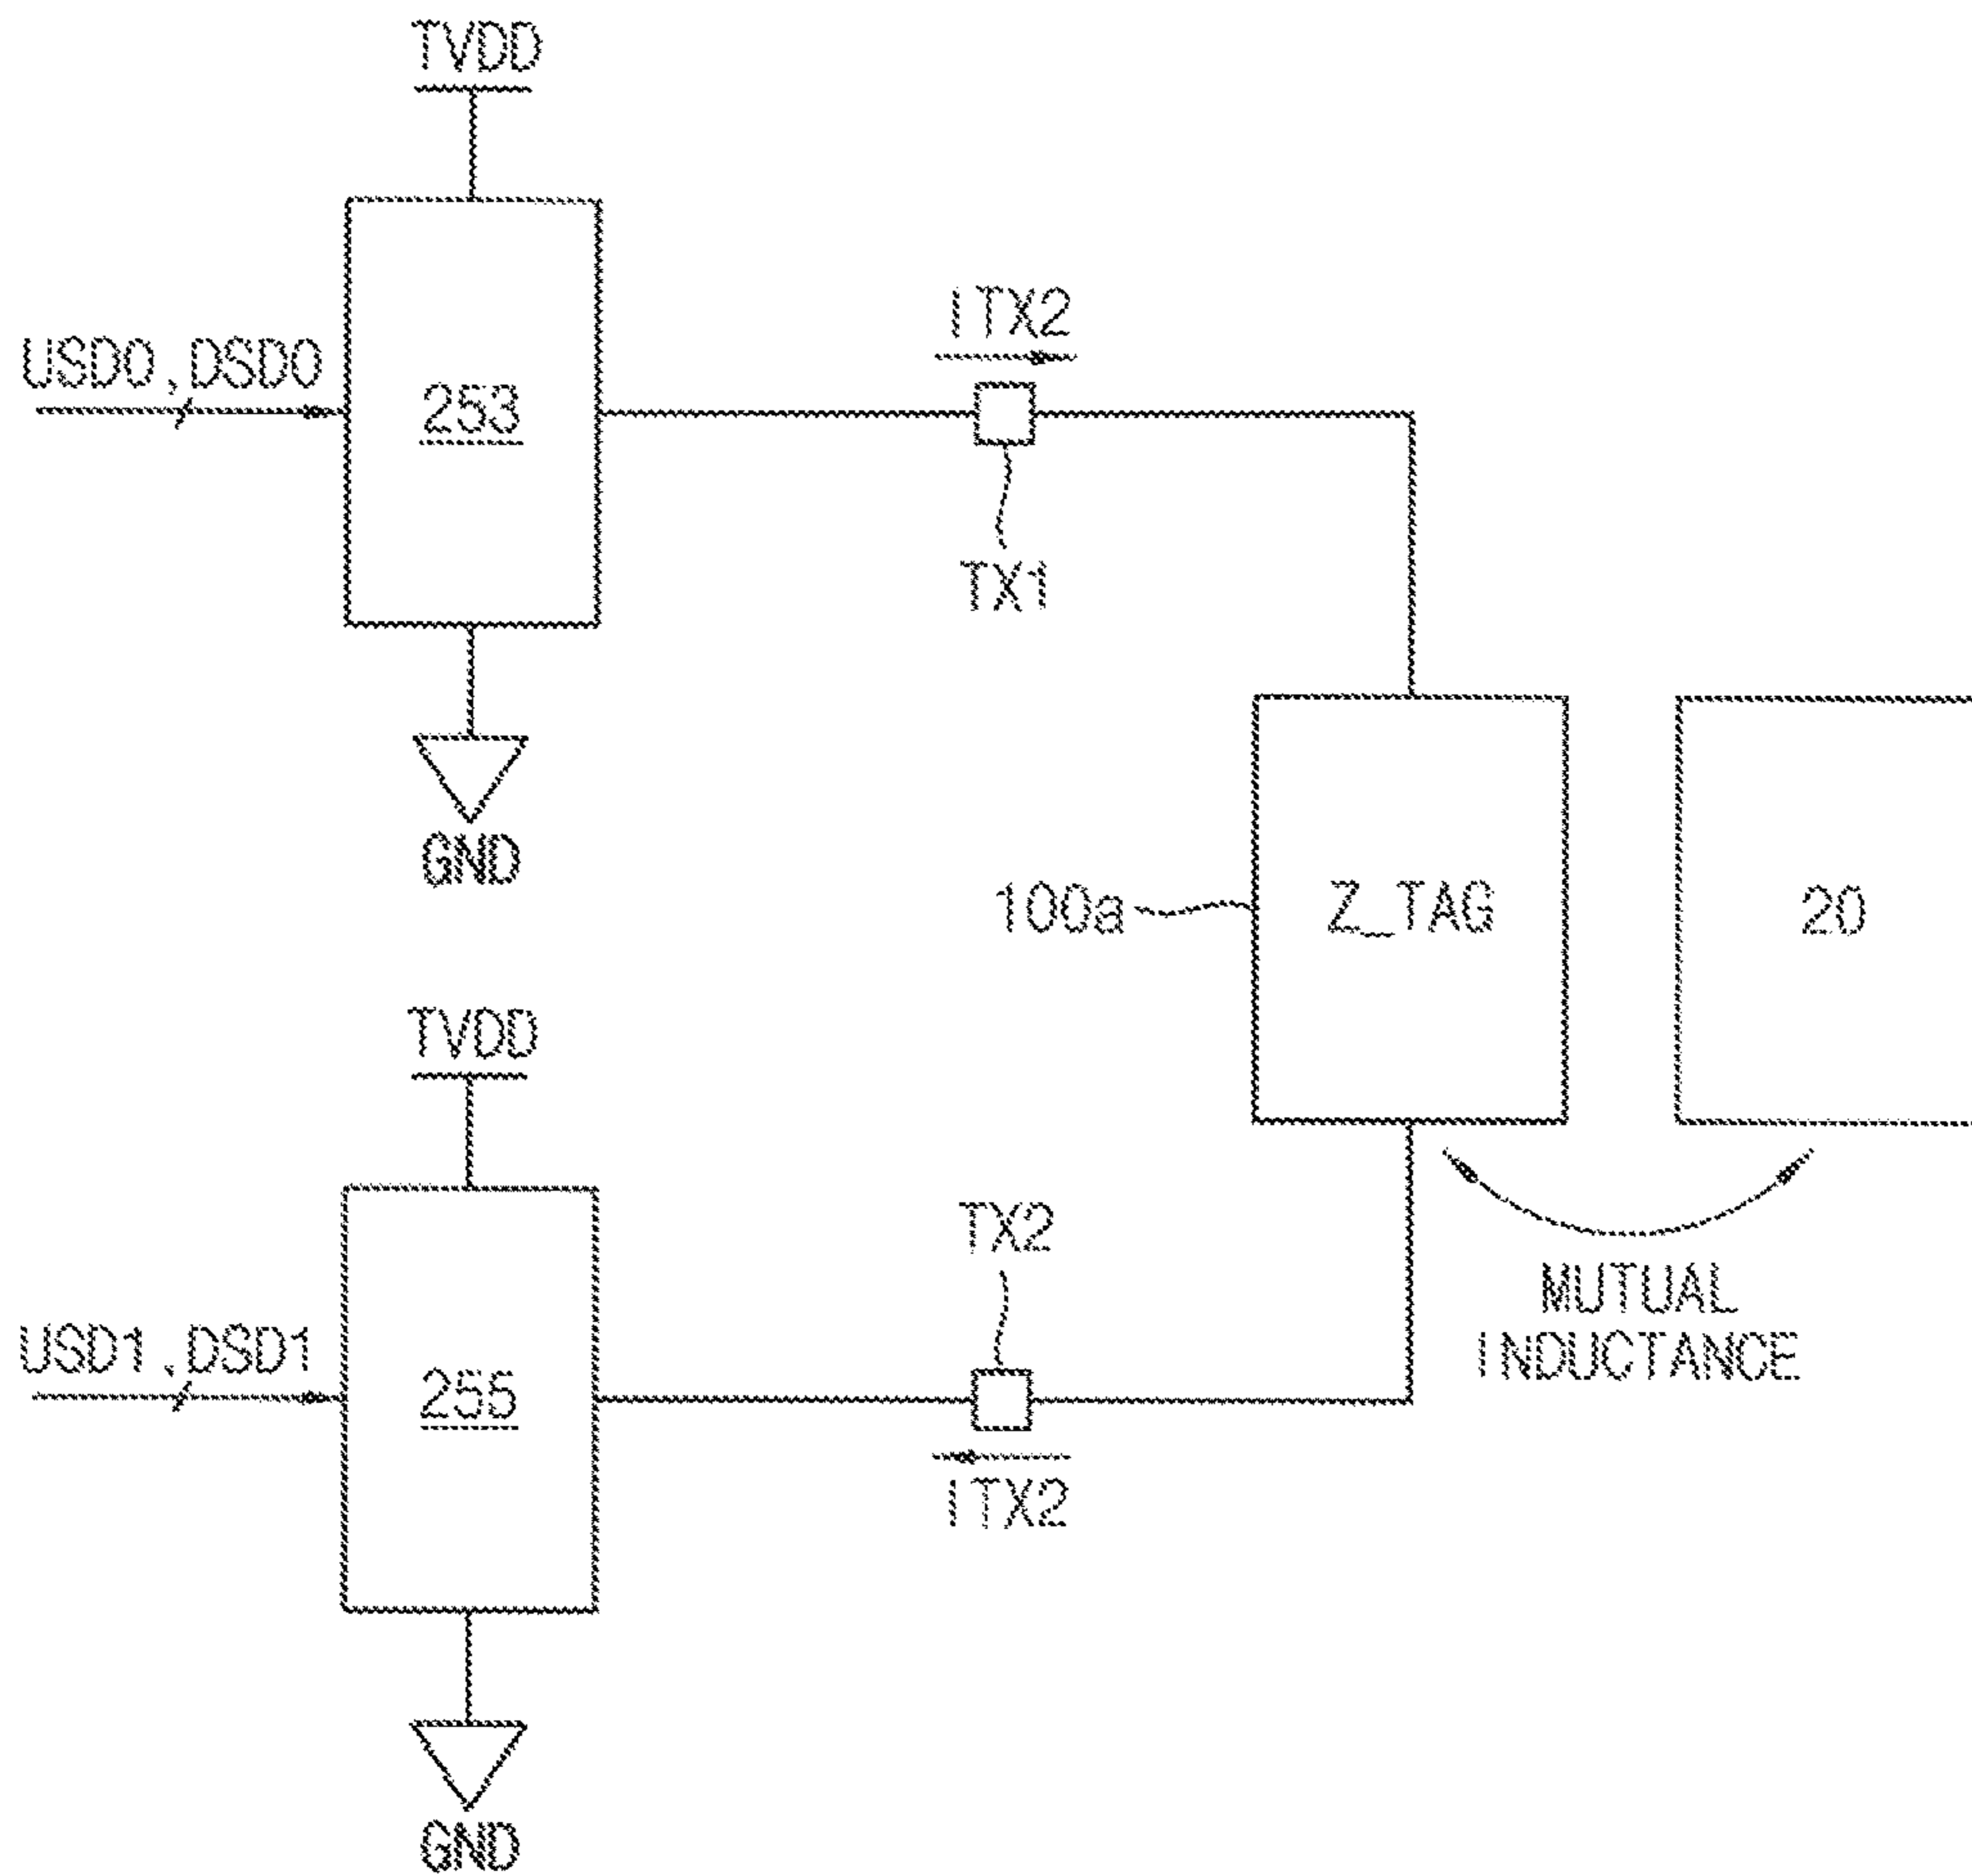 TVDD
ITX2
USD0,DSD0
253
TX1
GND
100a
Z_TAG
20
TVDD
TX2
MUTUAL
INDUCTANCE
USD1,DSD1
255
ITX2
GND